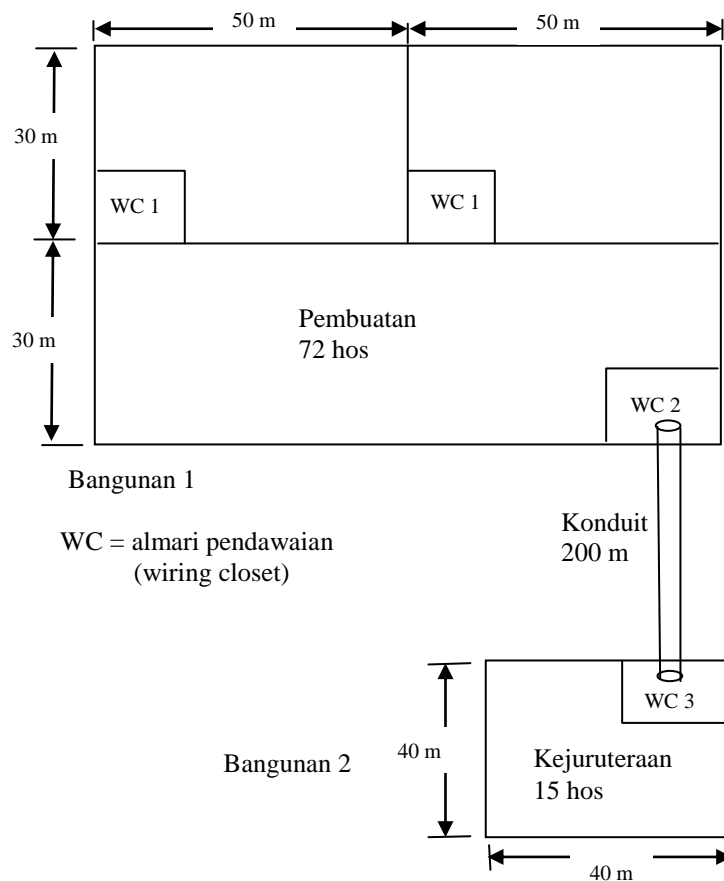 50 m
50 m
30 m
WC 1
WC 1
30 m
Pembuatan
72 hos
WC 2
Bangunan 1
WC = almari pendawaian
(wiring closet)
Konduit
200 m
WC 3
Bangunan 2
40 m
Kejuruteraan
15 hos
40 m